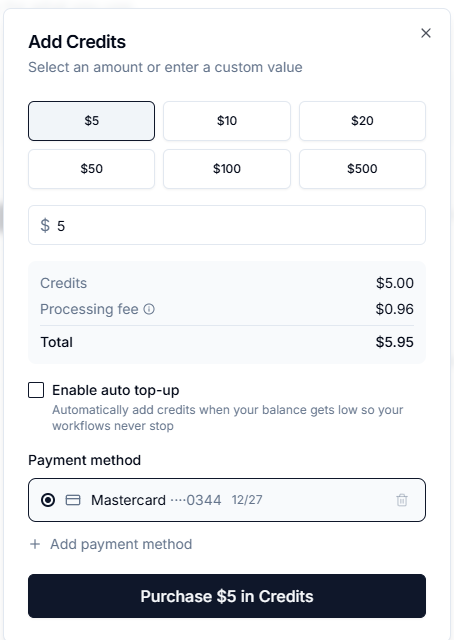 Add Credits
Select an amount or enter a custom value
$5 $10 $20
$50 $100 $500
$ 5
Credits $5.00
Processing fee $0.96
Total $5.95
Enable auto top-up
Automatically add credits when your balance gets low so your
workflows never stop
Payment method
Mastercard ····0344 12/27
+ Add payment method
Purchase $5 in Credits